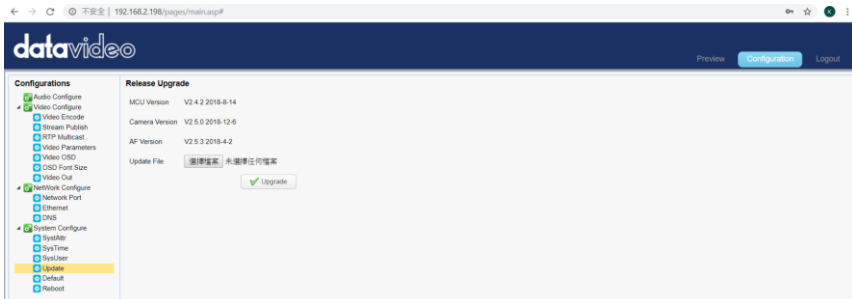 不安全 | 192.168.2.198/pages/main.asp#
K
datavideo
Preview
Configuration
Logout
Configurations
Audio Configure
Video Configure
Video Encode
Stream Publish
RTP Multicast
Video Parameters
Video OSD
OSD Font Size
Video Out
NetWork Configure
Network Port
Ethernet
DNS
System Configure
SystAttr
SysTime
SysUser
Update
Default
Reboot
Release Upgrade
MCU Version V2.4.2 2018-8-14
Camera Version V2.5.0 2018-12-6
AF Version V2.5.3 2018-4-2
Update File 選擇檔案 未選擇任何檔案
Upgrade